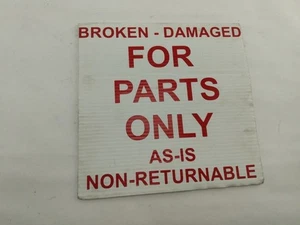 BROKEN - DAMAGED
FOR
PARTS
ONLY
AS-IS
NON-RETURNABLE